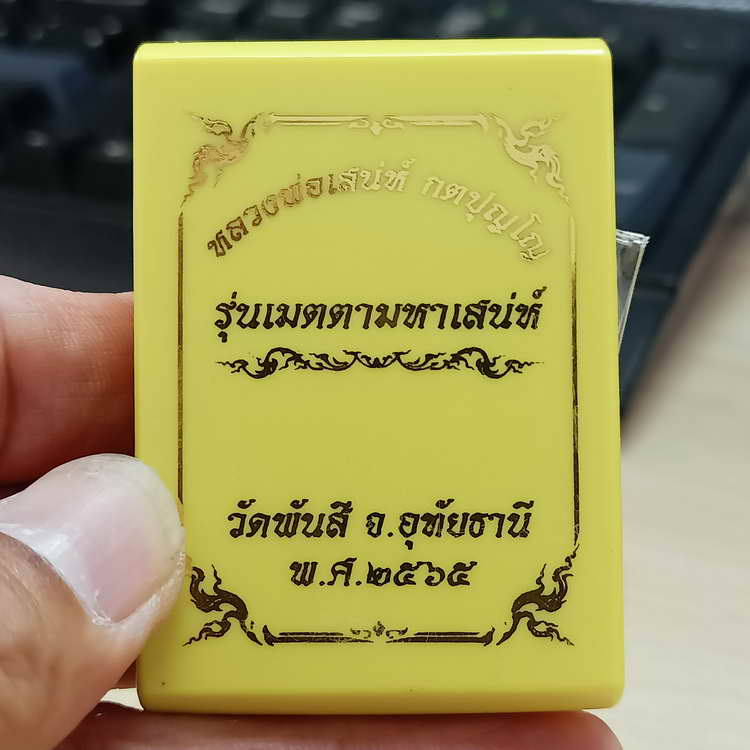 หลวงพ่อเสน่ห์ กตปุญโญ
รุ่นเมตตามหาเสน่ห์
วัดพันสี จ.อุทัยธานี
พ.ศ.๒๕๖๕